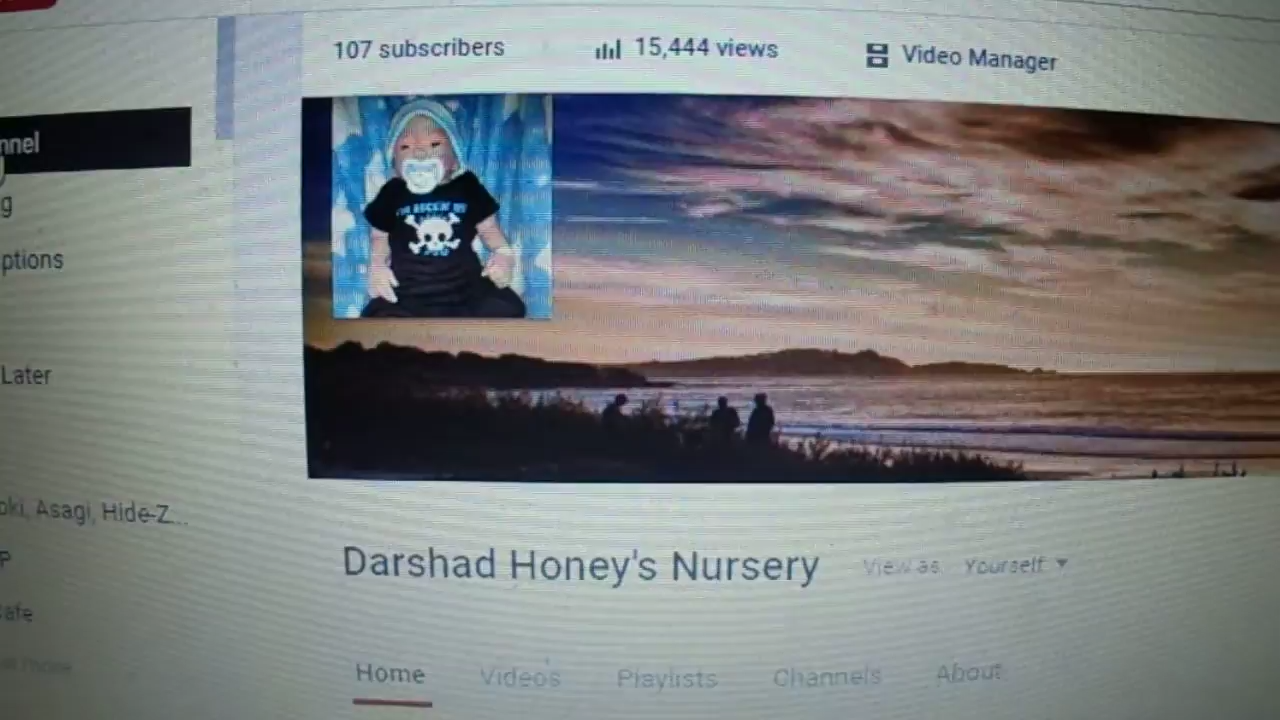 107 subscribers
15,444 views
Video Manager
nnel
g
ptions
Later
oki, Asagi, Hide-Z...
P
afe
Darshad Honey's Nursery
View as: Yourself
Home
Videos
Playlists
Channels
About